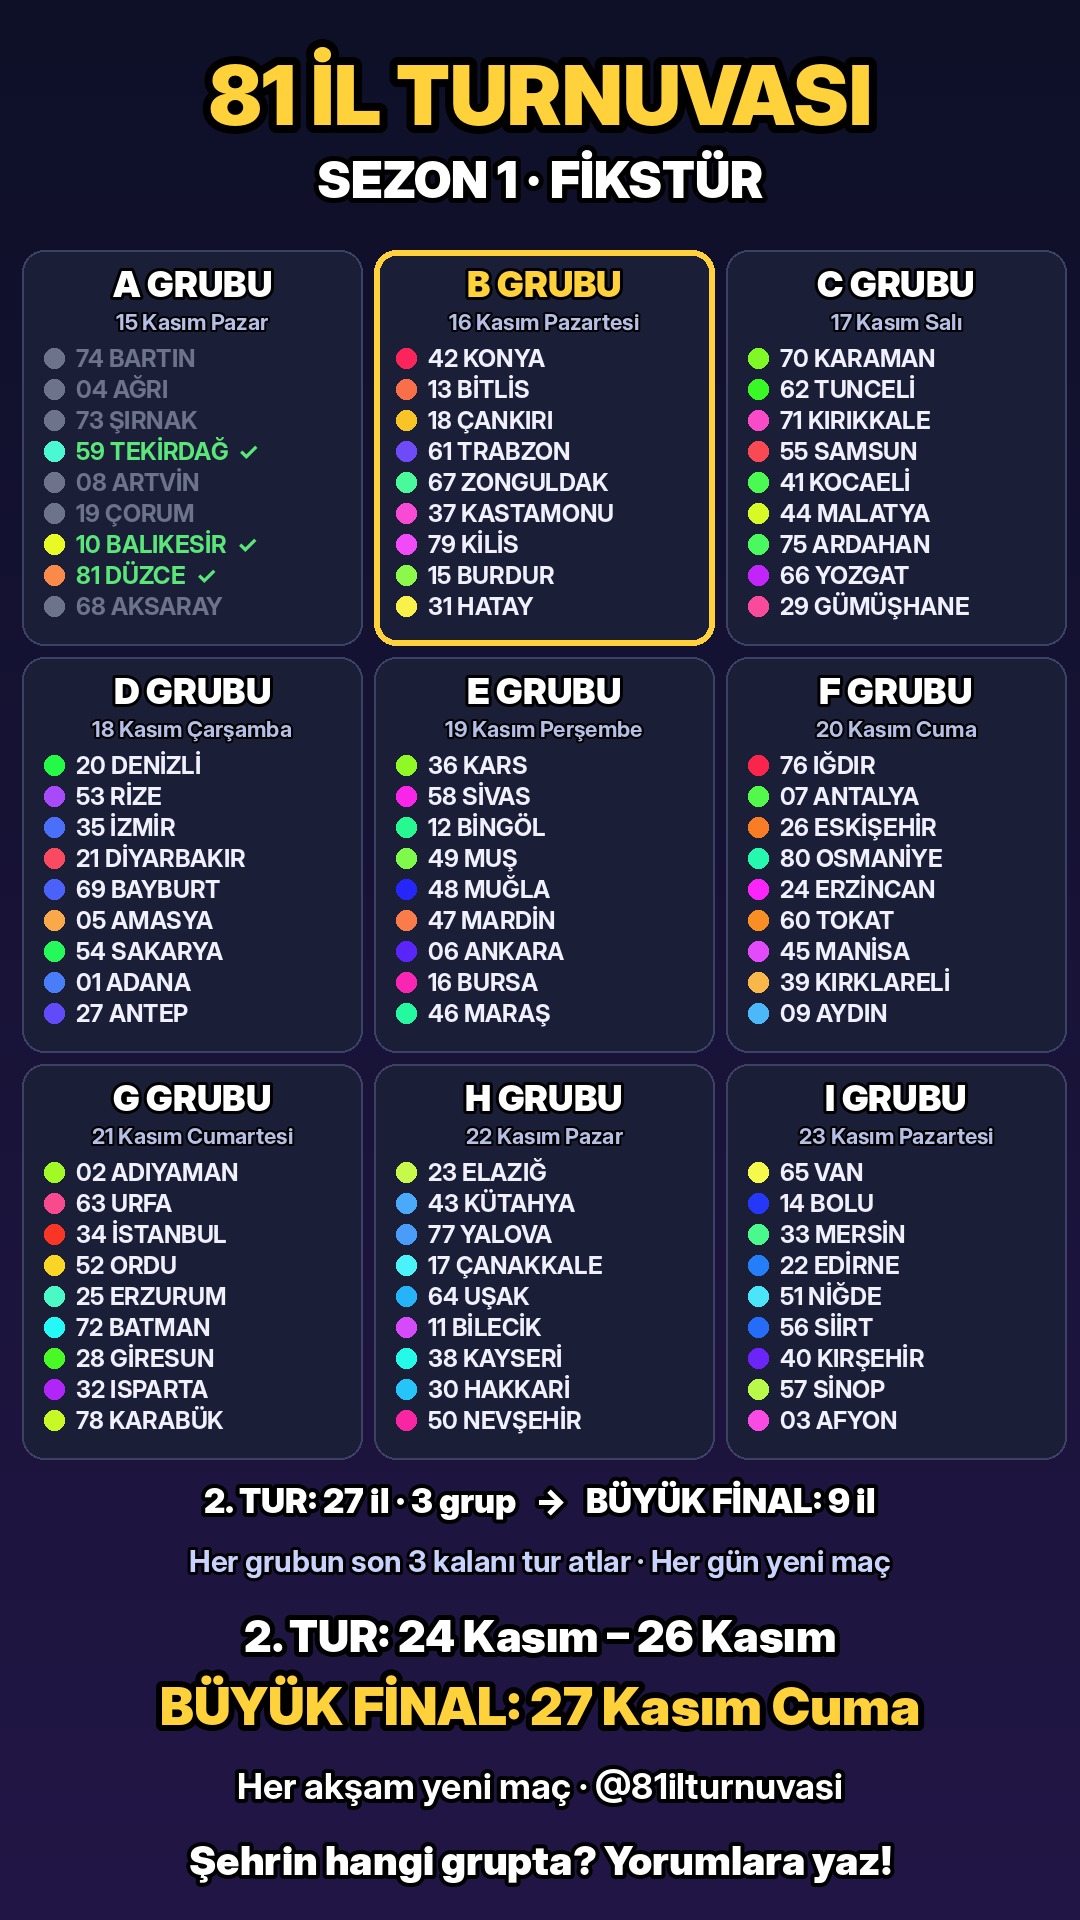 81 İL TURNUVASI
SEZON 1 · FİKSTÜR
A GRUBU
15 Kasım Pazar
74 BARTIN
04 AĞRI
73 ŞIRNAK
59 TEKİRDAĞ ✓
08 ARTVİN
19 ÇORUM
10 BALIKESİR ✓
81 DÜZCE ✓
68 AKSARAY
B GRUBU
16 Kasım Pazartesi
42 KONYA
13 BİTLİS
18 ÇANKIRI
61 TRABZON
67 ZONGULDAK
37 KASTAMONU
79 KİLİS
15 BURDUR
31 HATAY
C GRUBU
17 Kasım Salı
70 KARAMAN
62 TUNCELİ
71 KIRIKKALE
55 SAMSUN
41 KOCAELİ
44 MALATYA
75 ARDAHAN
66 YOZGAT
29 GÜMÜŞHANE
D GRUBU
18 Kasım Çarşamba
20 DENİZLİ
53 RİZE
35 İZMİR
21 DİYARBAKIR
69 BAYBURT
05 AMASYA
54 SAKARYA
01 ADANA
27 ANTEP
E GRUBU
19 Kasım Perşembe
36 KARS
58 SİVAS
12 BİNGÖL
49 MUŞ
48 MUĞLA
47 MARDİN
06 ANKARA
16 BURSA
46 MARAŞ
F GRUBU
20 Kasım Cuma
76 IĞDIR
07 ANTALYA
26 ESKİŞEHİR
80 OSMANİYE
24 ERZİNCAN
60 TOKAT
45 MANİSA
39 KIRKLARELİ
09 AYDIN
G GRUBU
21 Kasım Cumartesi
02 ADIYAMAN
63 URFA
34 İSTANBUL
52 ORDU
25 ERZURUM
72 BATMAN
28 GİRESUN
32 ISPARTA
78 KARABÜK
H GRUBU
22 Kasım Pazar
23 ELAZIĞ
43 KÜTAHYA
77 YALOVA
17 ÇANAKKALE
64 UŞAK
11 BİLECİK
38 KAYSERİ
30 HAKKARİ
50 NEVŞEHİR
I GRUBU
23 Kasım Pazartesi
65 VAN
14 BOLU
33 MERSİN
22 EDİRNE
51 NİĞDE
56 SİİRT
40 KIRŞEHİR
57 SİNOP
03 AFYON
2. TUR: 27 il · 3 grup → BÜYÜK FİNAL: 9 il
Her grubun son 3 kalanı tur atlar · Her gün yeni maç
2. TUR: 24 Kasım – 26 Kasım
BÜYÜK FİNAL: 27 Kasım Cuma
Her akşam yeni maç · @81ilturnuvasi
Şehrin hangi grupta? Yorumlara yaz!